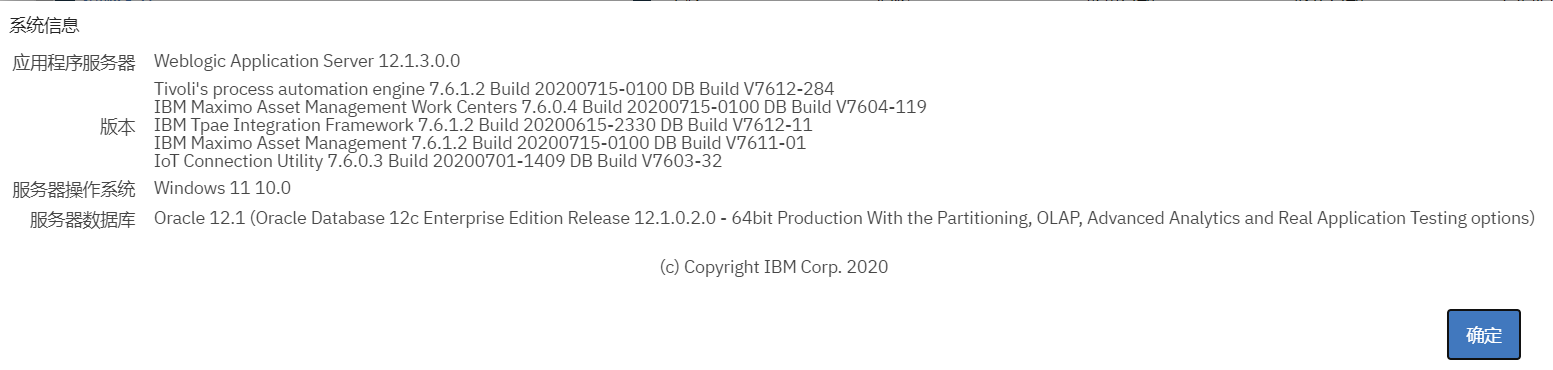 系统信息
应用程序服务器 Weblogic Application Server 12.1.3.0.0
Tivoli's process automation engine 7.6.1.2 Build 20200715-0100 DB Build V7612-284
IBM Maximo Asset Management Work Centers 7.6.0.4 Build 20200715-0100 DB Build V7604-119
版本 IBM Tpae Integration Framework 7.6.1.2 Build 20200615-2330 DB Build V7612-11
IBM Maximo Asset Management 7.6.1.2 Build 20200715-0100 DB Build V7611-01
IoT Connection Utility 7.6.0.3 Build 20200701-1409 DB Build V7603-32
服务器操作系统 Windows 11 10.0
服务器数据库 Oracle 12.1 (Oracle Database 12c Enterprise Edition Release 12.1.0.2.0 - 64bit Production With the Partitioning, OLAP, Advanced Analytics and Real Application Testing options)
(c) Copyright IBM Corp. 2020
确定